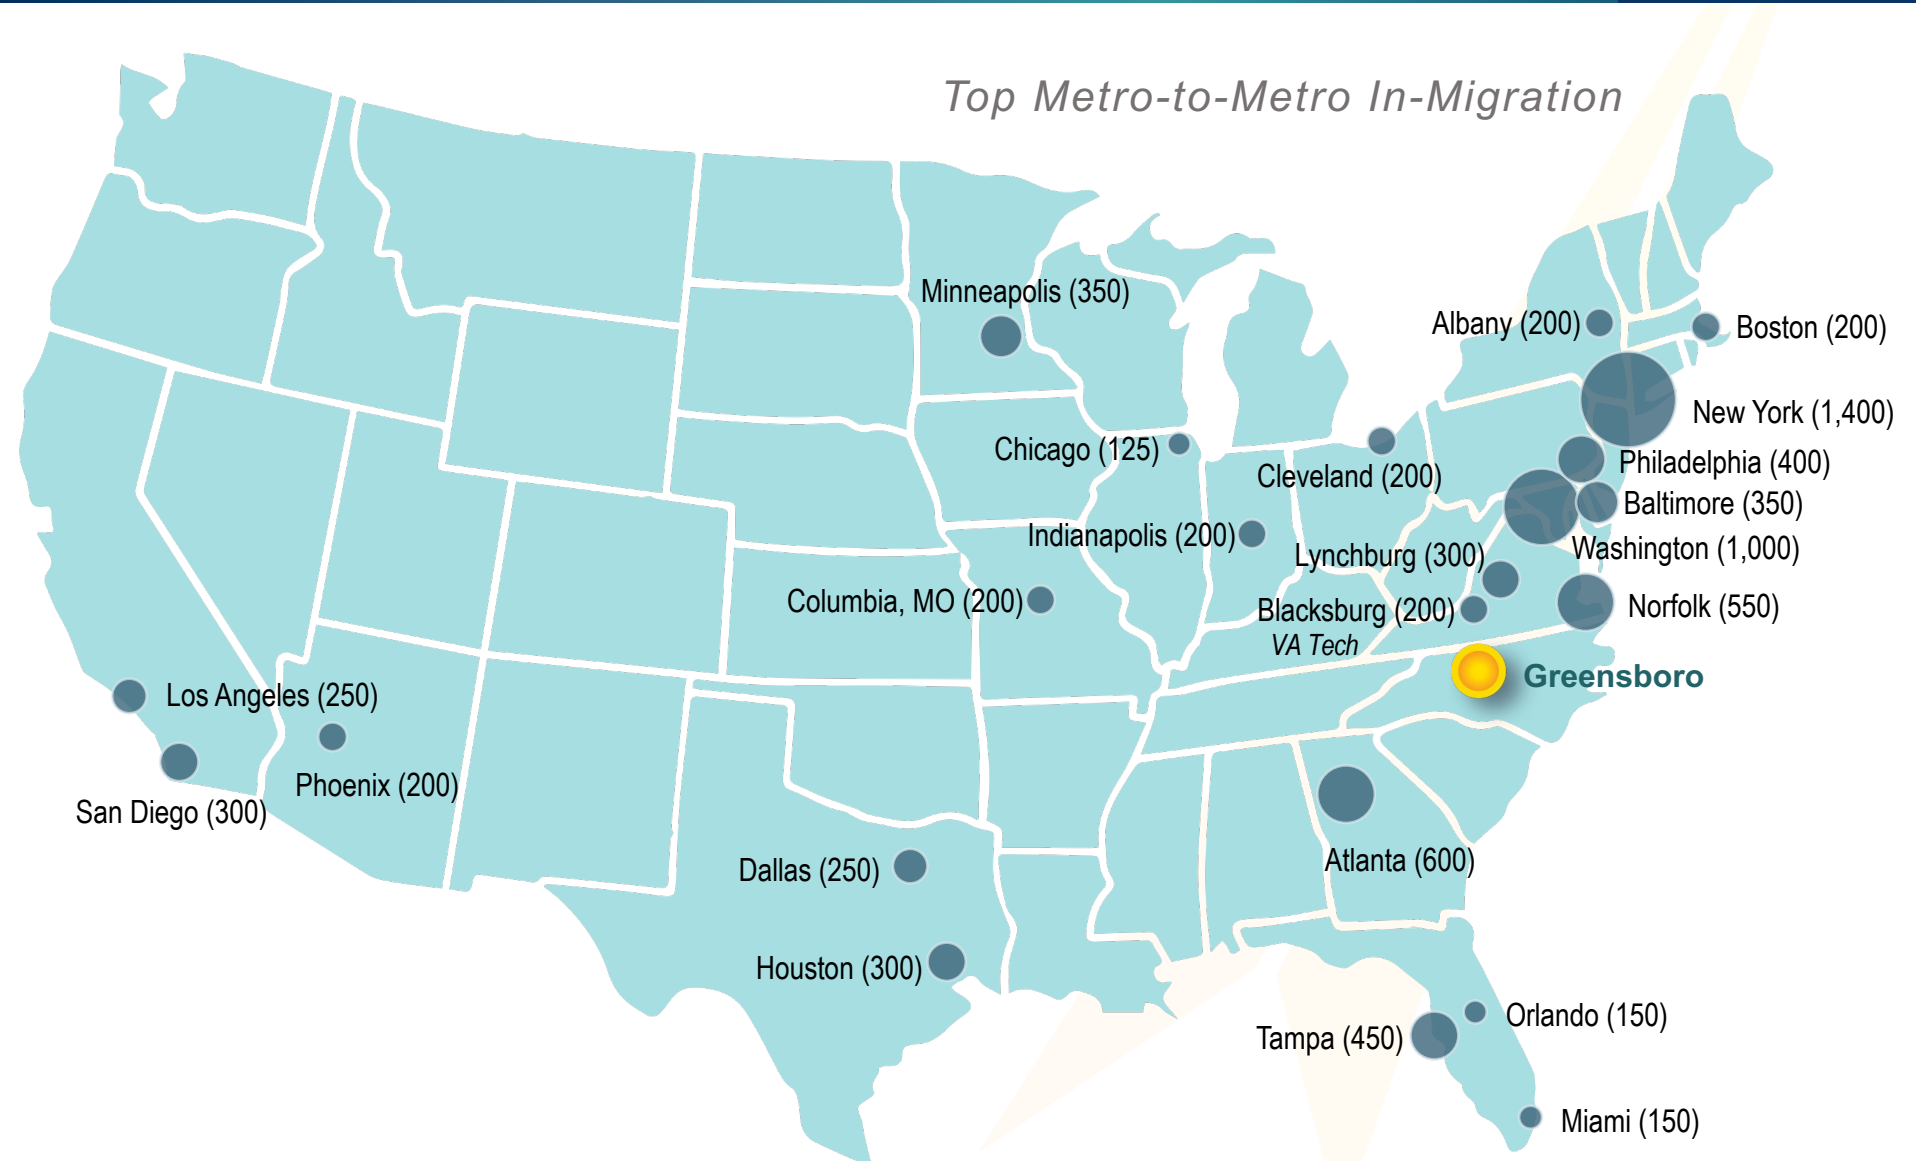 Top Metro-to-Metro In-Migration
Minneapolis (350)
Albany (200)
Boston (200)
New York (1,400)
Chicago (125)
Cleveland (200)
Philadelphia (400)
Baltimore (350)
Indianapolis (200)
Lynchburg (300)
Washington (1,000)
Columbia, MO (200)
Blacksburg (200)
VA Tech
Norfolk (550)
Greensboro
Los Angeles (250)
Phoenix (200)
San Diego (300)
Dallas (250)
Atlanta (600)
Houston (300)
Orlando (150)
Tampa (450)
Miami (150)